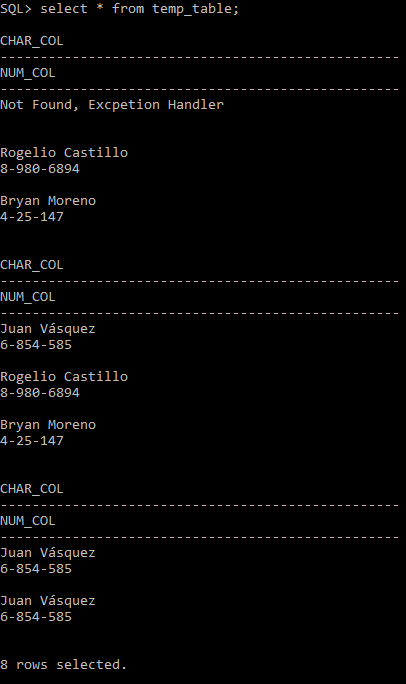 SQL> select * from temp_table;
CHAR_COL
--------------------------------------------------
NUM_COL
--------------------------------------------------
Not Found, Excpetion Handler
Rogelio Castillo
8-980-6894
Bryan Moreno
4-25-147
CHAR_COL
--------------------------------------------------
NUM_COL
--------------------------------------------------
Juan Vásquez
6-854-585
Rogelio Castillo
8-980-6894
Bryan Moreno
4-25-147
CHAR_COL
--------------------------------------------------
NUM_COL
--------------------------------------------------
Juan Vásquez
6-854-585
Juan Vásquez
6-854-585
8 rows selected.